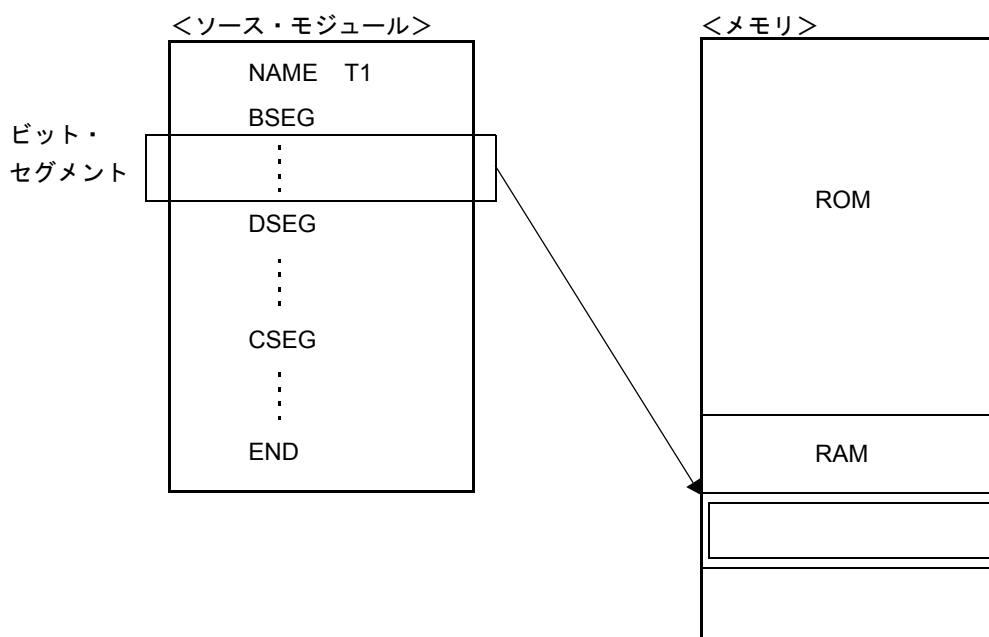 ＜ソース・モジュール＞
NAME T1
BSEG
ビット・
セグメント
DSEG
CSEG
END
＜メモリ＞
ROM
RAM